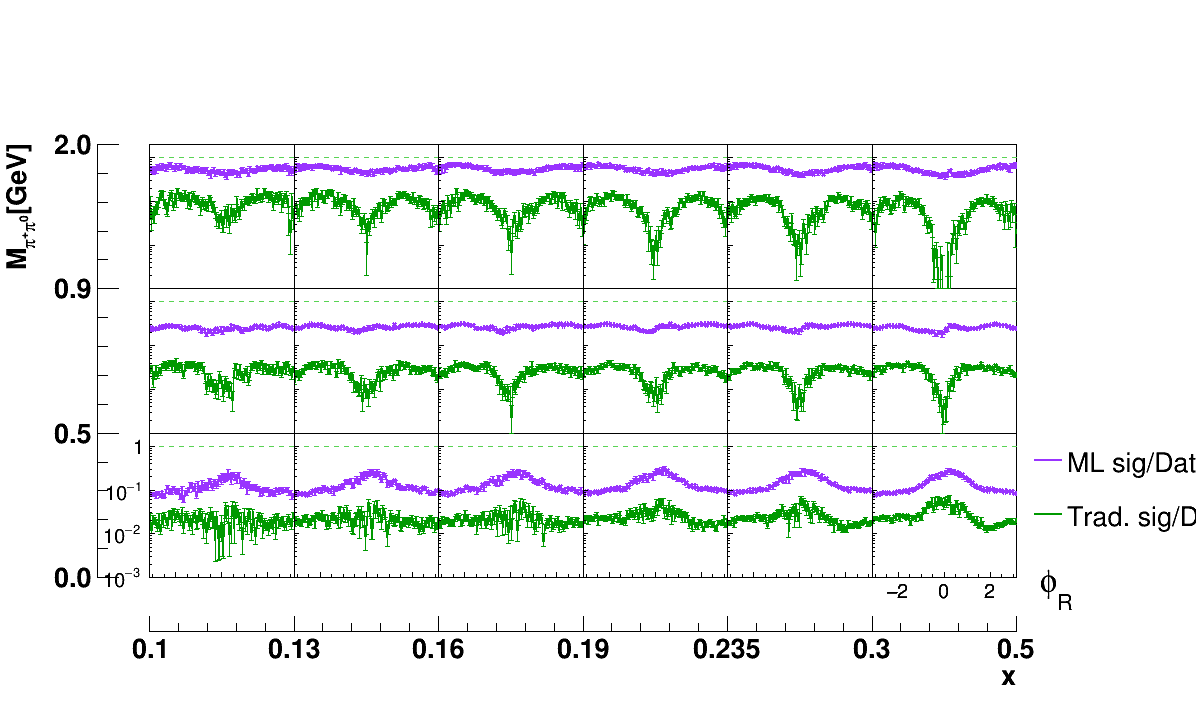 M_{π⁺π⁰}[GeV]
2.0
0.9
0.5
0.0
1
10⁻¹
10⁻²
10⁻³
ML sig/Dat
Trad. sig/D
−2 0 2
ϕ_R
0.1 0.13 0.16 0.19 0.235 0.3 0.5
x